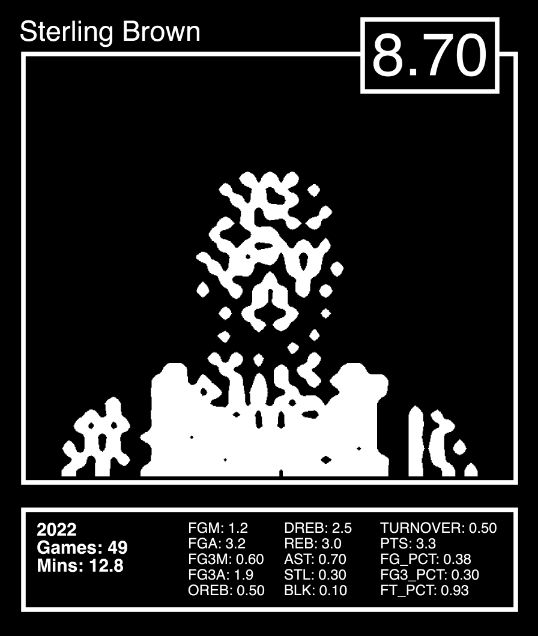 Sterling Brown
8.70
2022
Games: 49
Mins: 12.8
FGM: 1.2
FGA: 3.2
FG3M: 0.60
FG3A: 1.9
OREB: 0.50
DREB: 2.5
REB: 3.0
AST: 0.70
STL: 0.30
BLK: 0.10
TURNOVER: 0.50
PTS: 3.3
FG_PCT: 0.38
FG3_PCT: 0.30
FT_PCT: 0.93